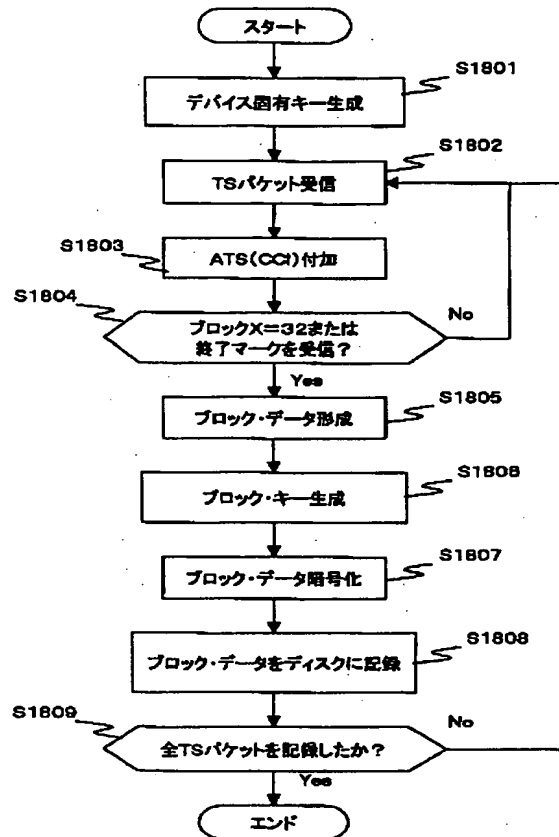 スタート
S1801
デバイス固有キー生成
S1802
TSパケット受信
S1803
ATS(CCI)付加
S1804
ブロックX=32または
終了マークを受信?
No
Yes
S1805
ブロック・データ形成
S1806
ブロック・キー生成
S1807
ブロック・データ暗号化
S1808
ブロック・データをディスクに記録
S1809
全TSパケットを記録したか?
No
Yes
エンド